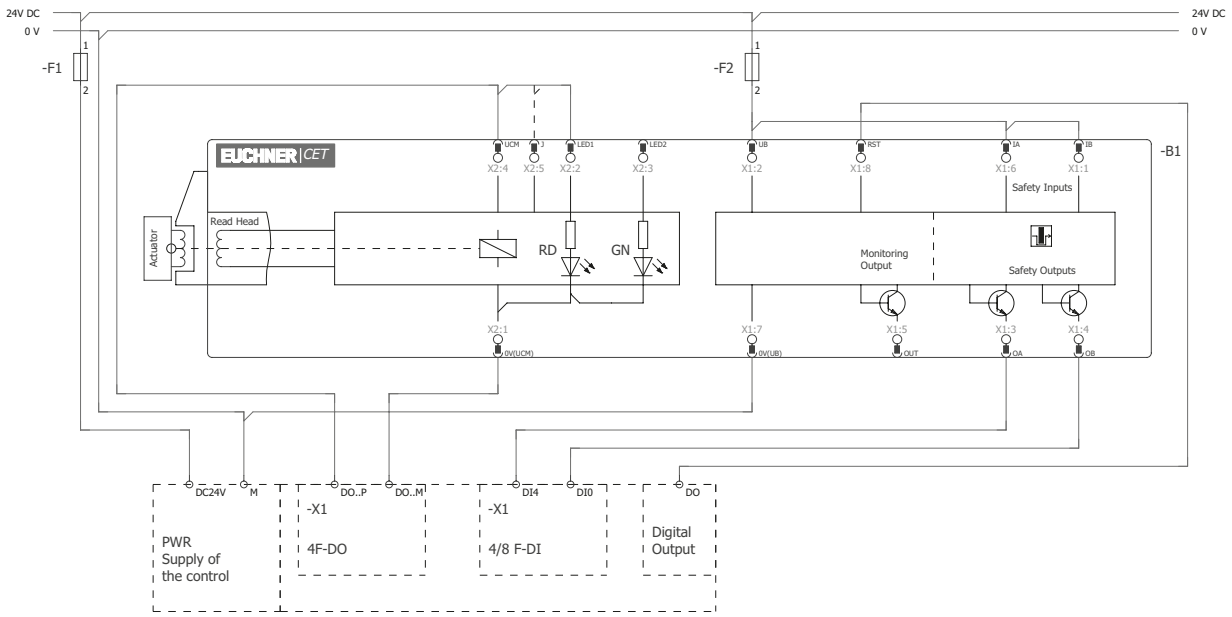 24V DC
24V DC
0 V
0 V
1
1
-F1
-F2
2
2
EUCHNER CET
UCM
J
LED1
LED2
UB
RST
IA
IB
-B1
X2:4
X2:5
X2:2
X2:3
X1:2
X1:8
X1:6
X1:1
Safety Inputs
Read Head
Actuator
RD
GN
Monitoring
Output
Safety Outputs
X2:1
X1:7
X1:5
X1:3
X1:4
0V(UCM)
0V(UB)
OUT
OA
OB
DC24V
M
DO..P
DO..M
DI4
DI0
DO
-X1
-X1
PWR
Supply of
the control
4F-DO
4/8 F-DI
Digital
Output